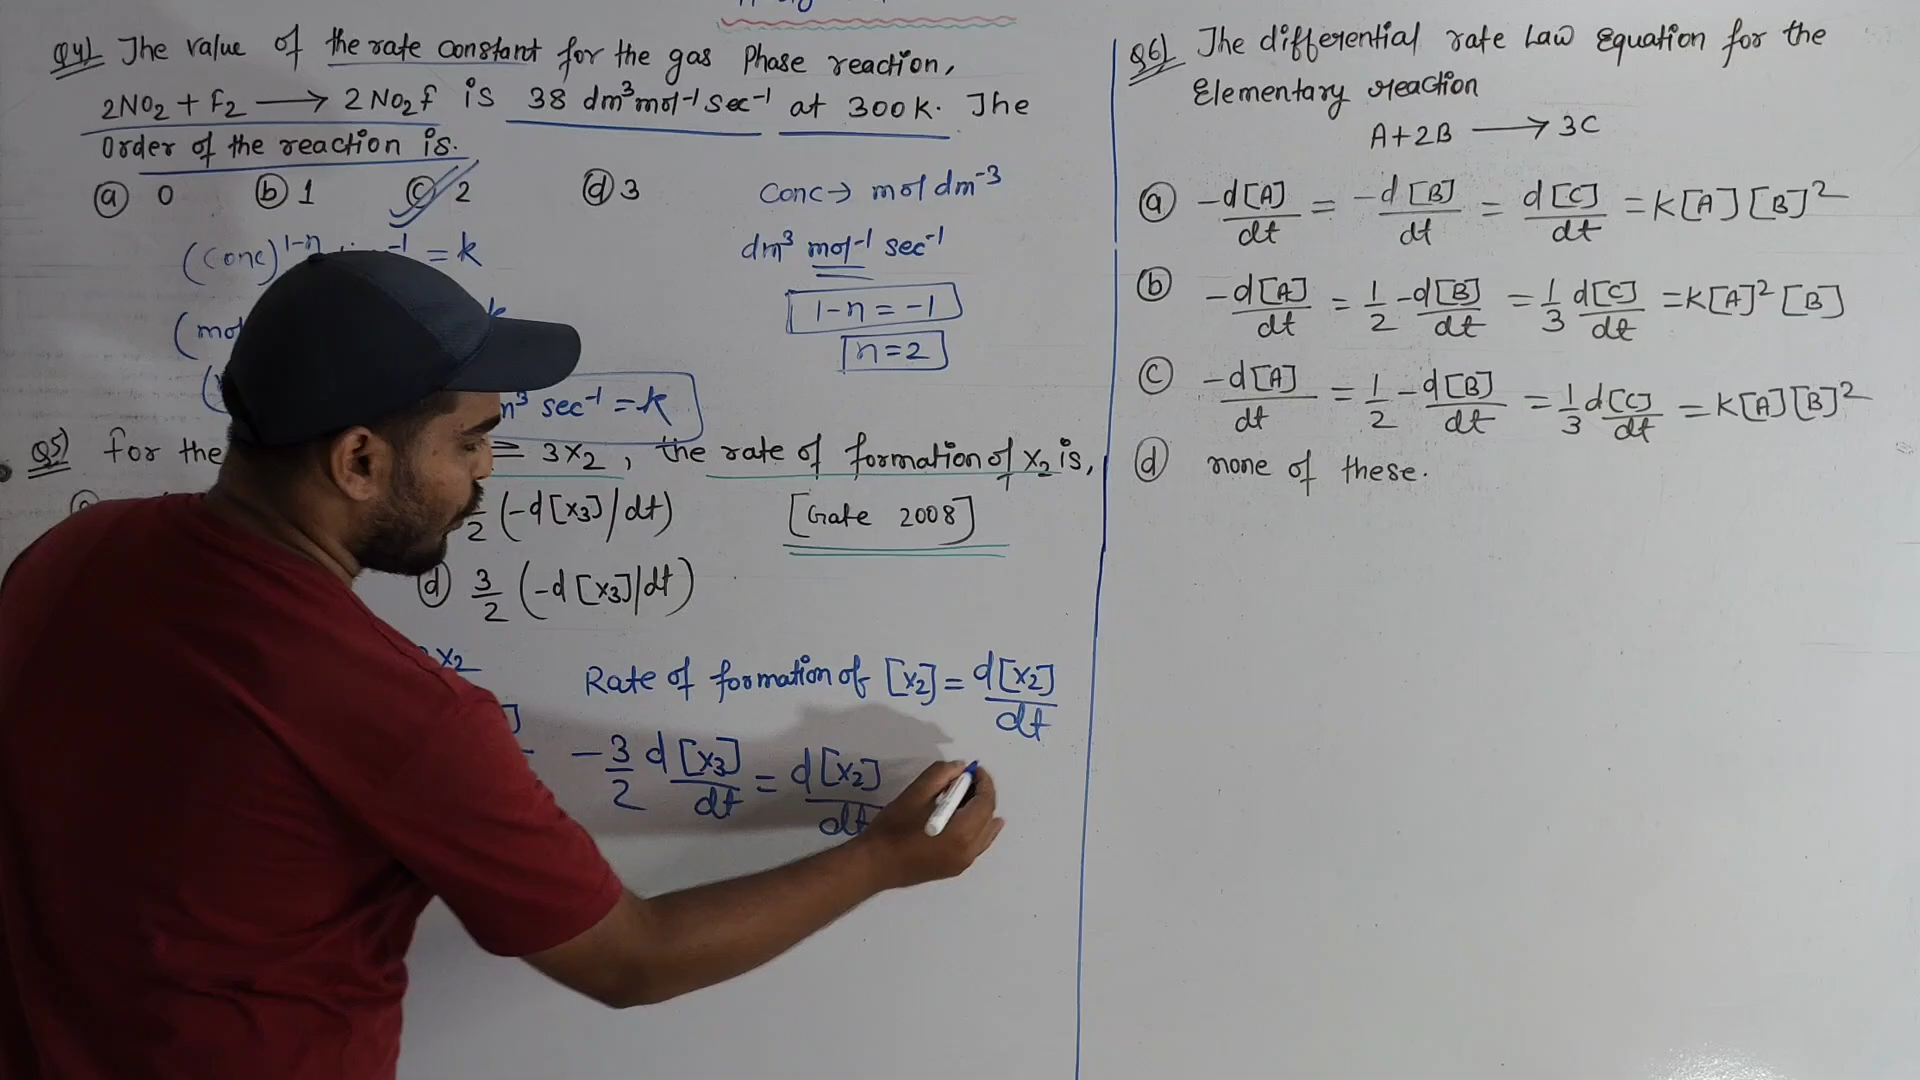 Q4) The value of the rate constant for the gas Phase reaction,
2NO₂ + F₂ ⟶ 2NO₂f is 38 dm³mol⁻¹sec⁻¹ at 300K. The
Order of the reaction is.
ⓐ 0 ⓑ 1 ⓒ 2 ⓓ 3
Conc → mol dm⁻³
(conc)¹⁻ⁿ ⁻¹ = k
dm³ mol⁻¹ sec⁻¹
1-n = -1
(mol
n=2
sec⁻¹ = k
Q5) for the = 3X₂, the rate of formation of X₂ is,
2 (-d[X₃]/dt) [Gate 2008]
ⓓ 3/2 (-d[X₃]/dt)
X₂
Rate of formation of [X₂] = d[X₂]/dt
-3/2 d[X₃]/dt = d[X₂]/dt
Q6) The differential rate Law Equation for the
Elementary reaction
A+2B ⟶ 3C
ⓐ -d[A]/dt = -d[B]/dt = d[C]/dt = K[A][B]²
ⓑ -d[A]/dt = 1/2 -d[B]/dt = 1/3 d[C]/dt = K[A]²[B]
ⓒ -d[A]/dt = 1/2 -d[B]/dt = 1/3 d[C]/dt = K[A][B]²
ⓓ none of these.